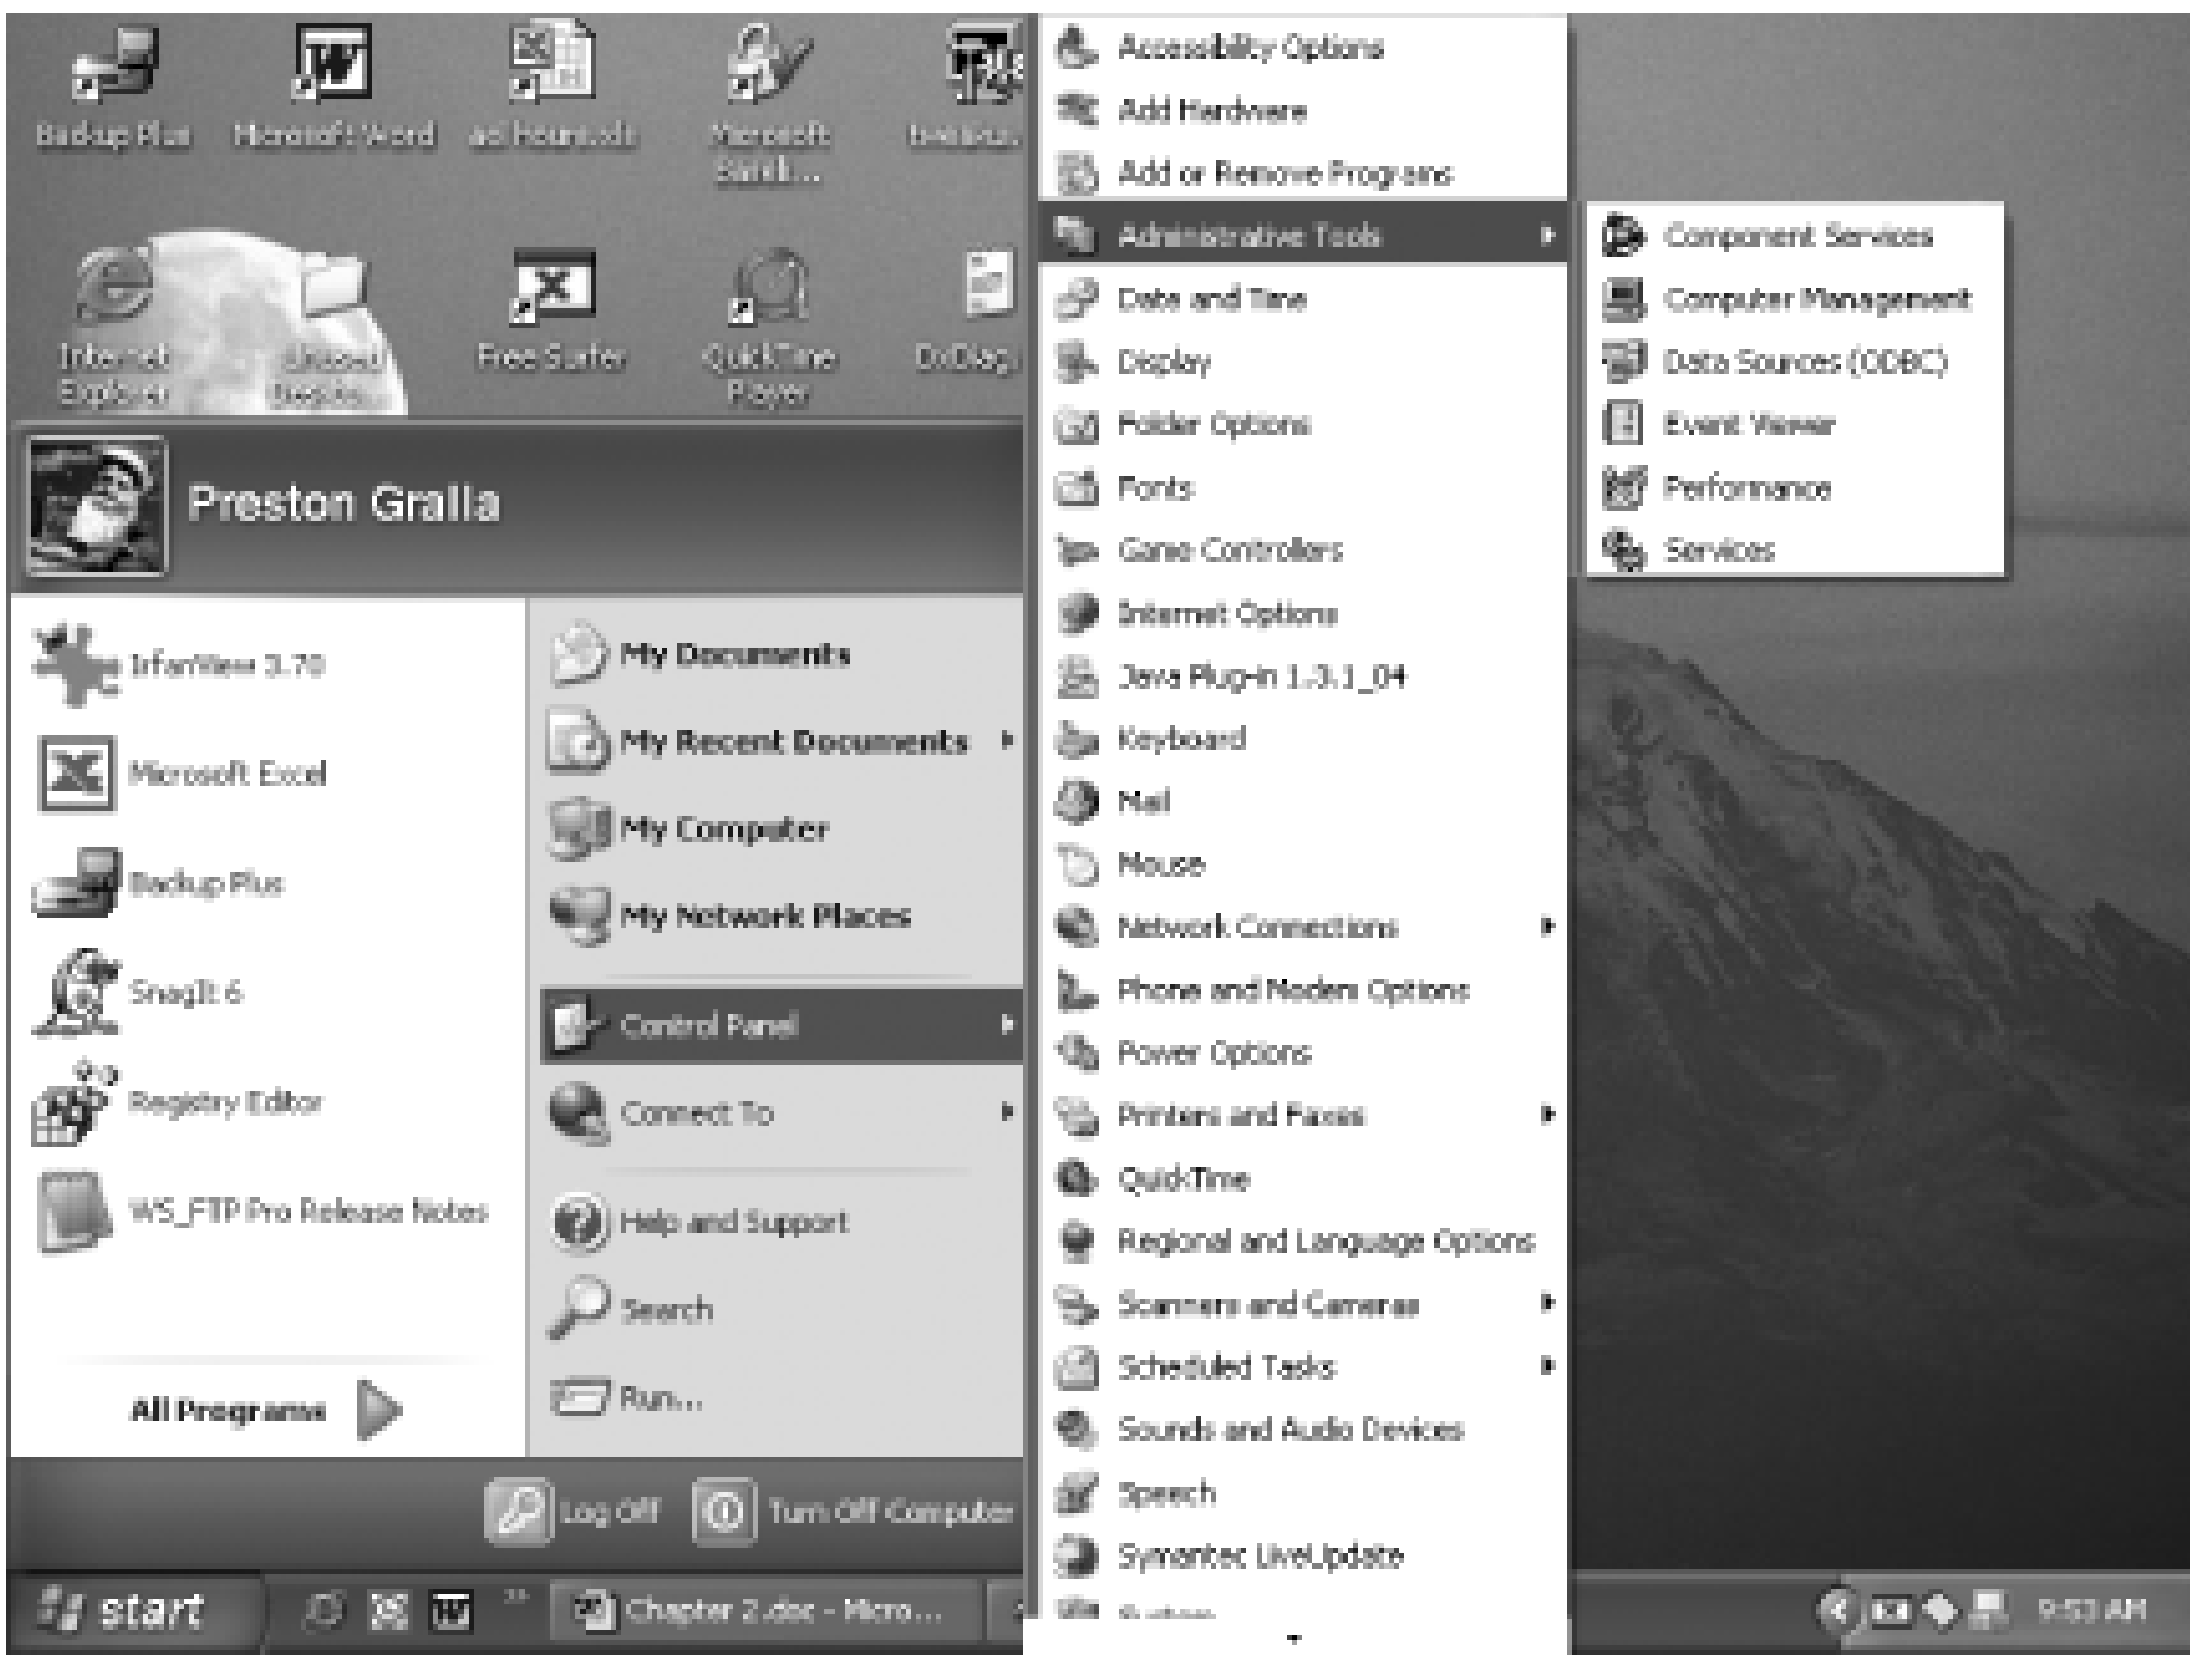 Backup Plus
Microsoft Word
Microsoft
Internet
Explorer
Free Surfer
QuickTime
Player
Preston Gralla
IrfanView 3.70
Microsoft Excel
Backup Plus
SnagIt 6
Registry Editor
WS_FTP Pro Release Notes
All Programs
My Documents
My Recent Documents
My Computer
My Network Places
Control Panel
Connect To
Help and Support
Search
Run...
Log Off
Turn Off Computer
start
Chapter 2.doc - Micro...
Accessibility Options
Add Hardware
Add or Remove Programs
Administrative Tools
Date and Time
Display
Folder Options
Fonts
Game Controllers
Internet Options
Java Plug-in 1.3.1_04
Keyboard
Mail
Mouse
Network Connections
Phone and Modem Options
Power Options
Printers and Faxes
QuickTime
Regional and Language Options
Scanners and Cameras
Scheduled Tasks
Sounds and Audio Devices
Speech
Symantec LiveUpdate
System
Component Services
Computer Management
Data Sources (ODBC)
Event Viewer
Performance
Services
9:53 AM